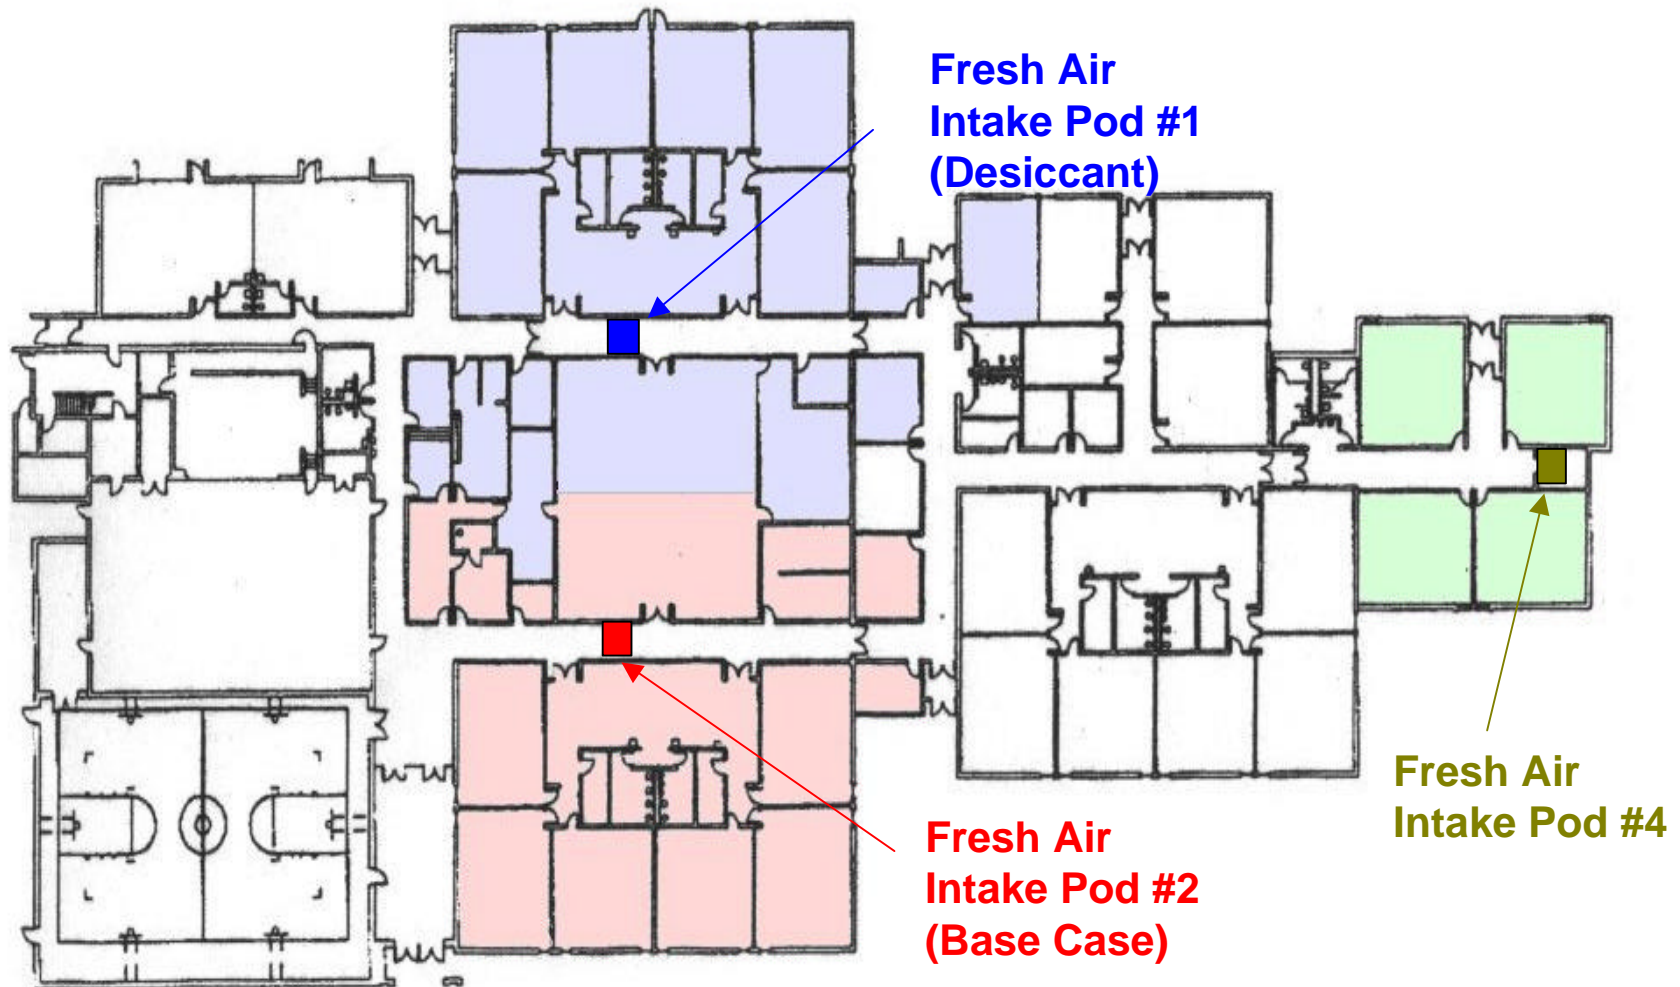 Fresh Air
Intake Pod #1
(Desiccant)
Fresh Air
Intake Pod #4
Fresh Air
Intake Pod #2
(Base Case)